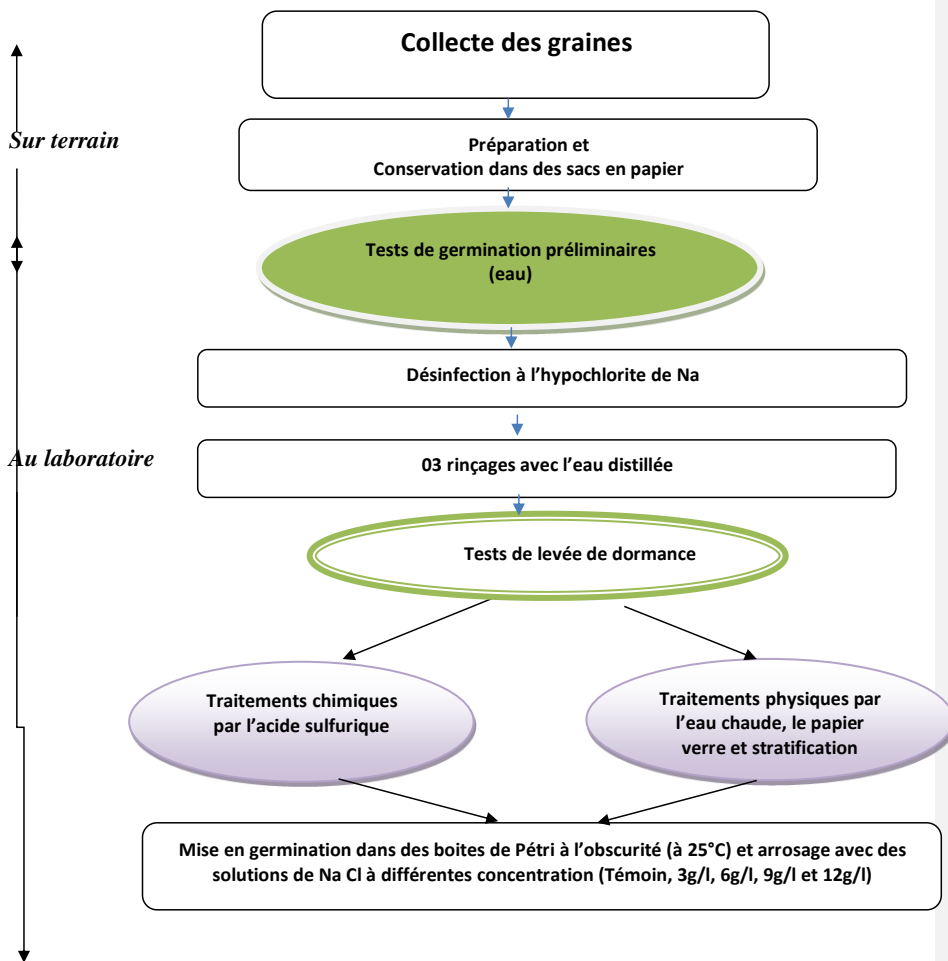 Collecte des graines
Sur terrain
Préparation et
Conservation dans des sacs en papier
Tests de germination préliminaires
(eau)
Désinfection à l'hypochlorite de Na
Au laboratoire
03 rinçages avec l'eau distillée
Tests de levée de dormance
Traitements chimiques
par l'acide sulfurique
Traitements physiques par
l'eau chaude, le papier
verre et stratification
Mise en germination dans des boites de Pétri à l'obscurité (à 25°C) et arrosage avec des
solutions de Na Cl à différentes concentration (Témoin, 3g/l, 6g/l, 9g/l et 12g/l)